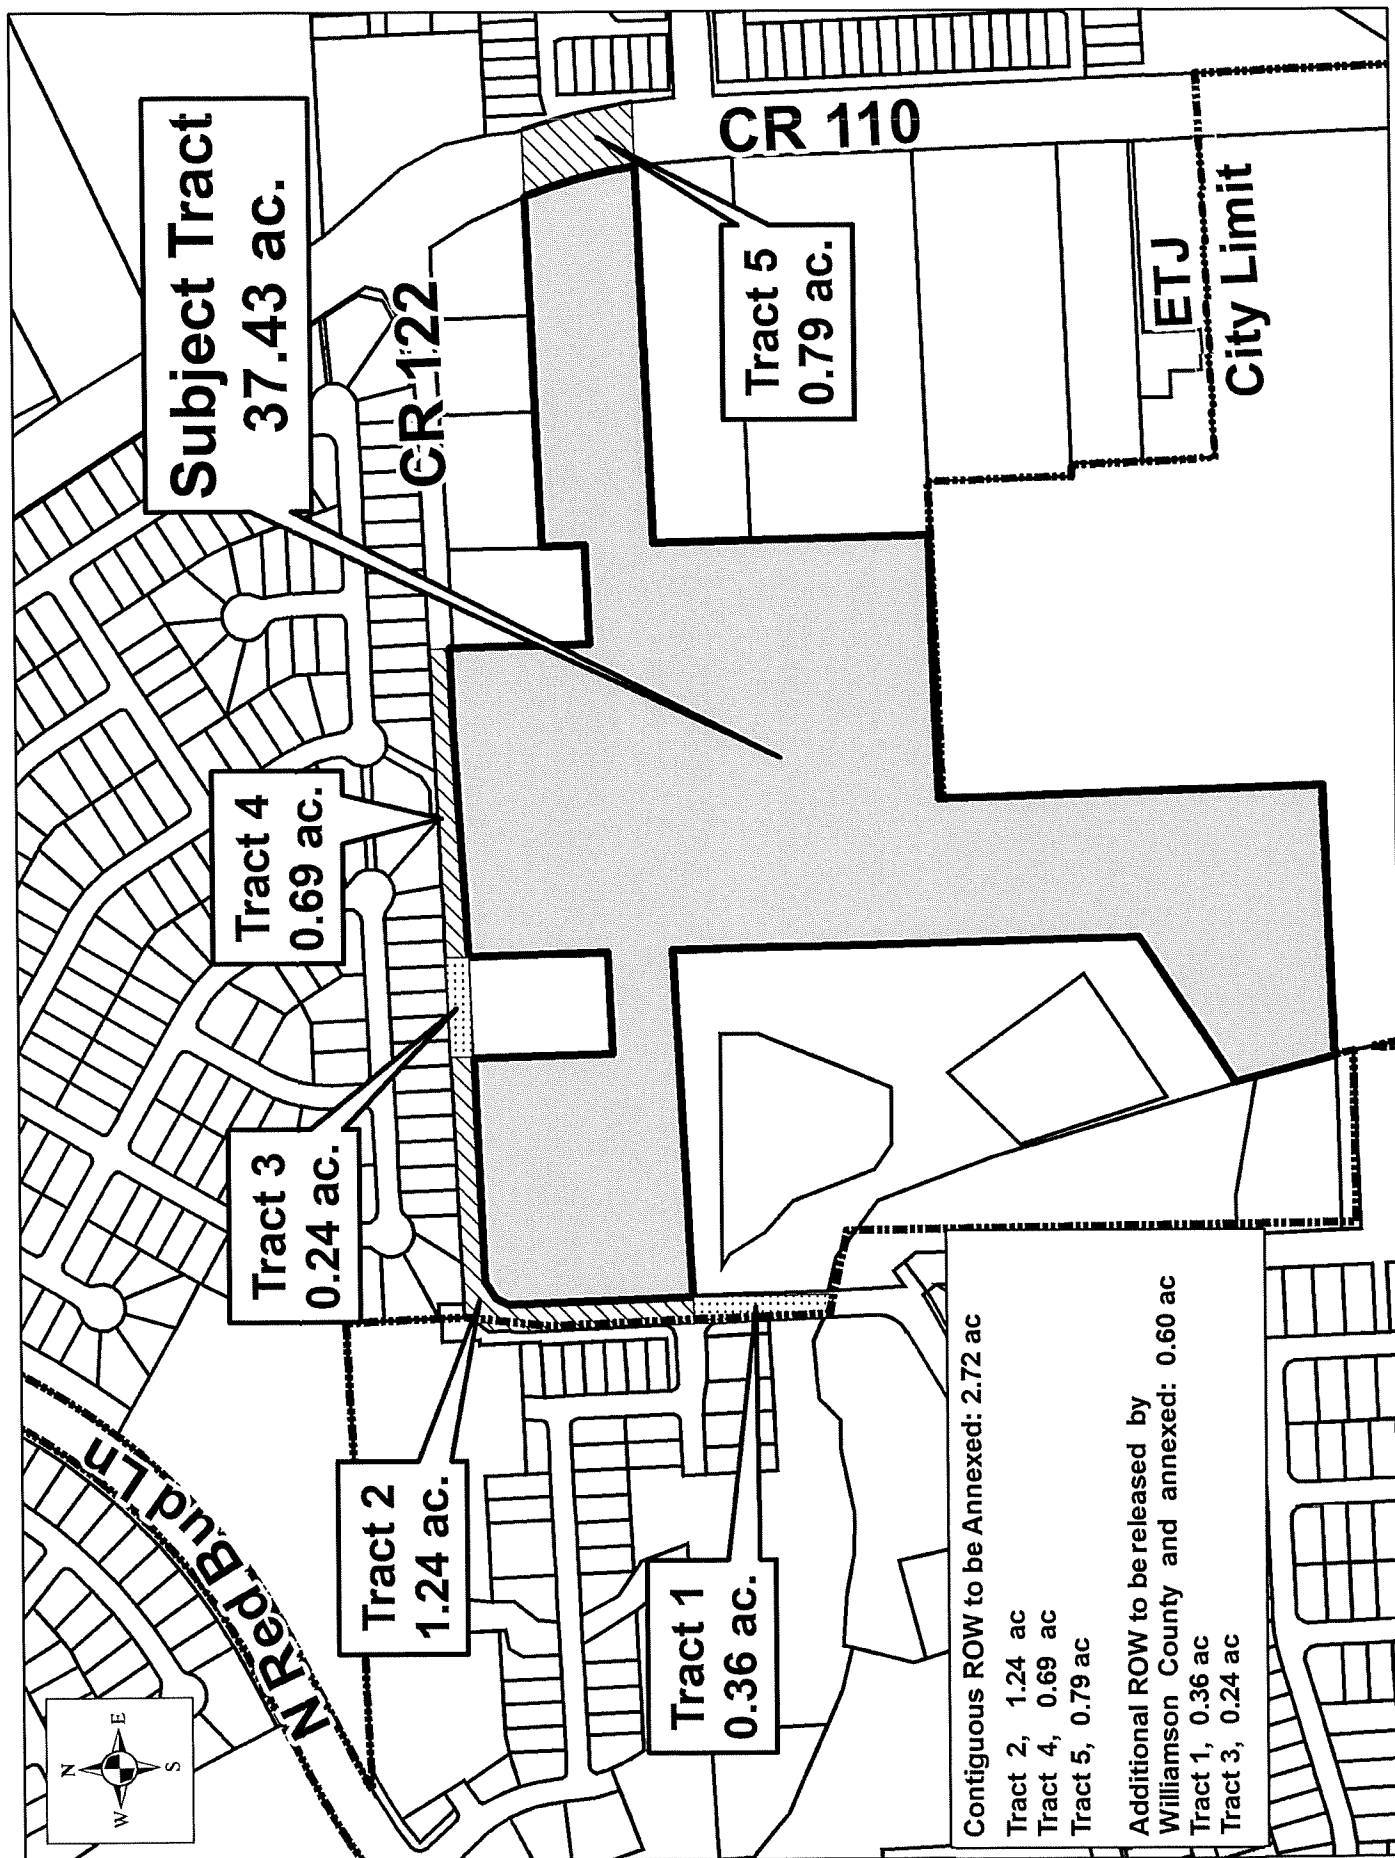 N
W E
S
N Red Bud Ln
Subject Tract
37.43 ac.
CR 122
CR 110
Tract 5
0.79 ac.
Tract 4
0.69 ac.
Tract 3
0.24 ac.
Tract 2
1.24 ac.
Tract 1
0.36 ac.
ETJ
City Limit
Contiguous ROW to be Annexed: 2.72 ac
Tract 2, 1.24 ac
Tract 4, 0.69 ac
Tract 5, 0.79 ac
Additional ROW to be released by
Williamson County and annexed: 0.60 ac
Tract 1, 0.36 ac
Tract 3, 0.24 ac